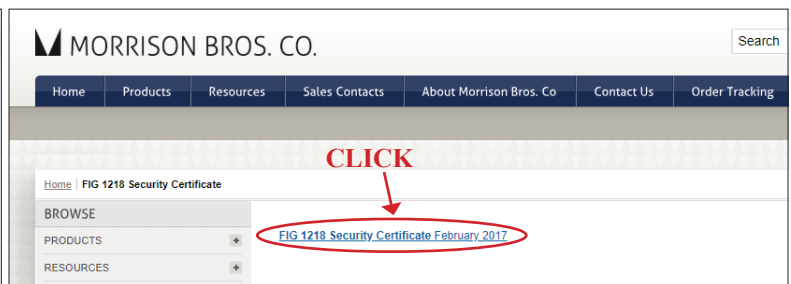 MORRISON BROS. CO.
Search
Home Products Resources Sales Contacts About Morrison Bros. Co Contact Us Order Tracking
CLICK
Home | FIG 1218 Security Certificate
BROWSE
PRODUCTS +
FIG 1218 Security Certificate February 2017
RESOURCES +